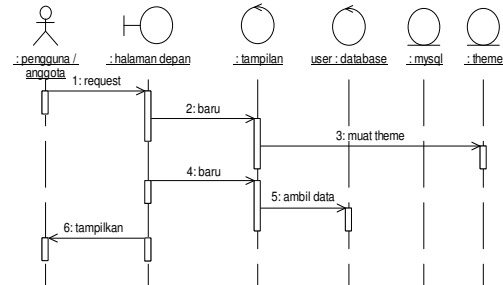 : pengguna /
anggota
: halaman depan
: tampilan
user : database
: mysql
: theme
1: request
2: baru
3: muat theme
4: baru
5: ambil data
6: tampilkan